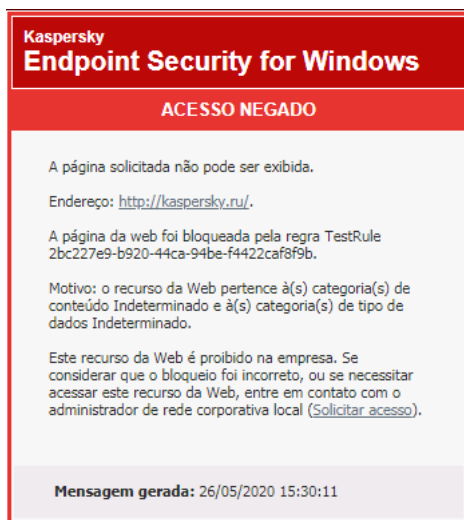 Kaspersky
Endpoint Security for Windows
ACESSO NEGADO
A página solicitada não pode ser exibida.
Endereço: http://kaspersky.ru/.
A página da web foi bloqueada pela regra TestRule
2bc227e9-b920-44ca-94be-f4422caf8f9b.
Motivo: o recurso da Web pertence à(s) categoria(s) de
conteúdo Indeterminado e à(s) categoria(s) de tipo de
dados Indeterminado.
Este recurso da Web é proibido na empresa. Se
considerar que o bloqueio foi incorreto, ou se necessitar
acessar este recurso da Web, entre em contato com o
administrador de rede corporativa local (Solicitar acesso).
Mensagem gerada: 26/05/2020 15:30:11